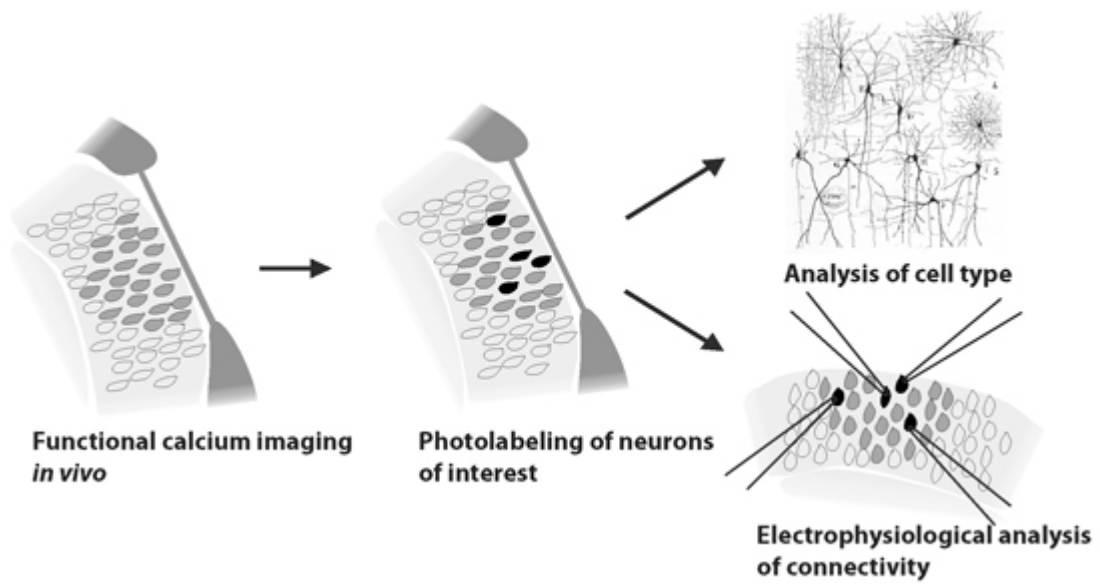 Functional calcium imaging
in vivo
Photolabeling of neurons
of interest
Analysis of cell type
Electrophysiological analysis
of connectivity